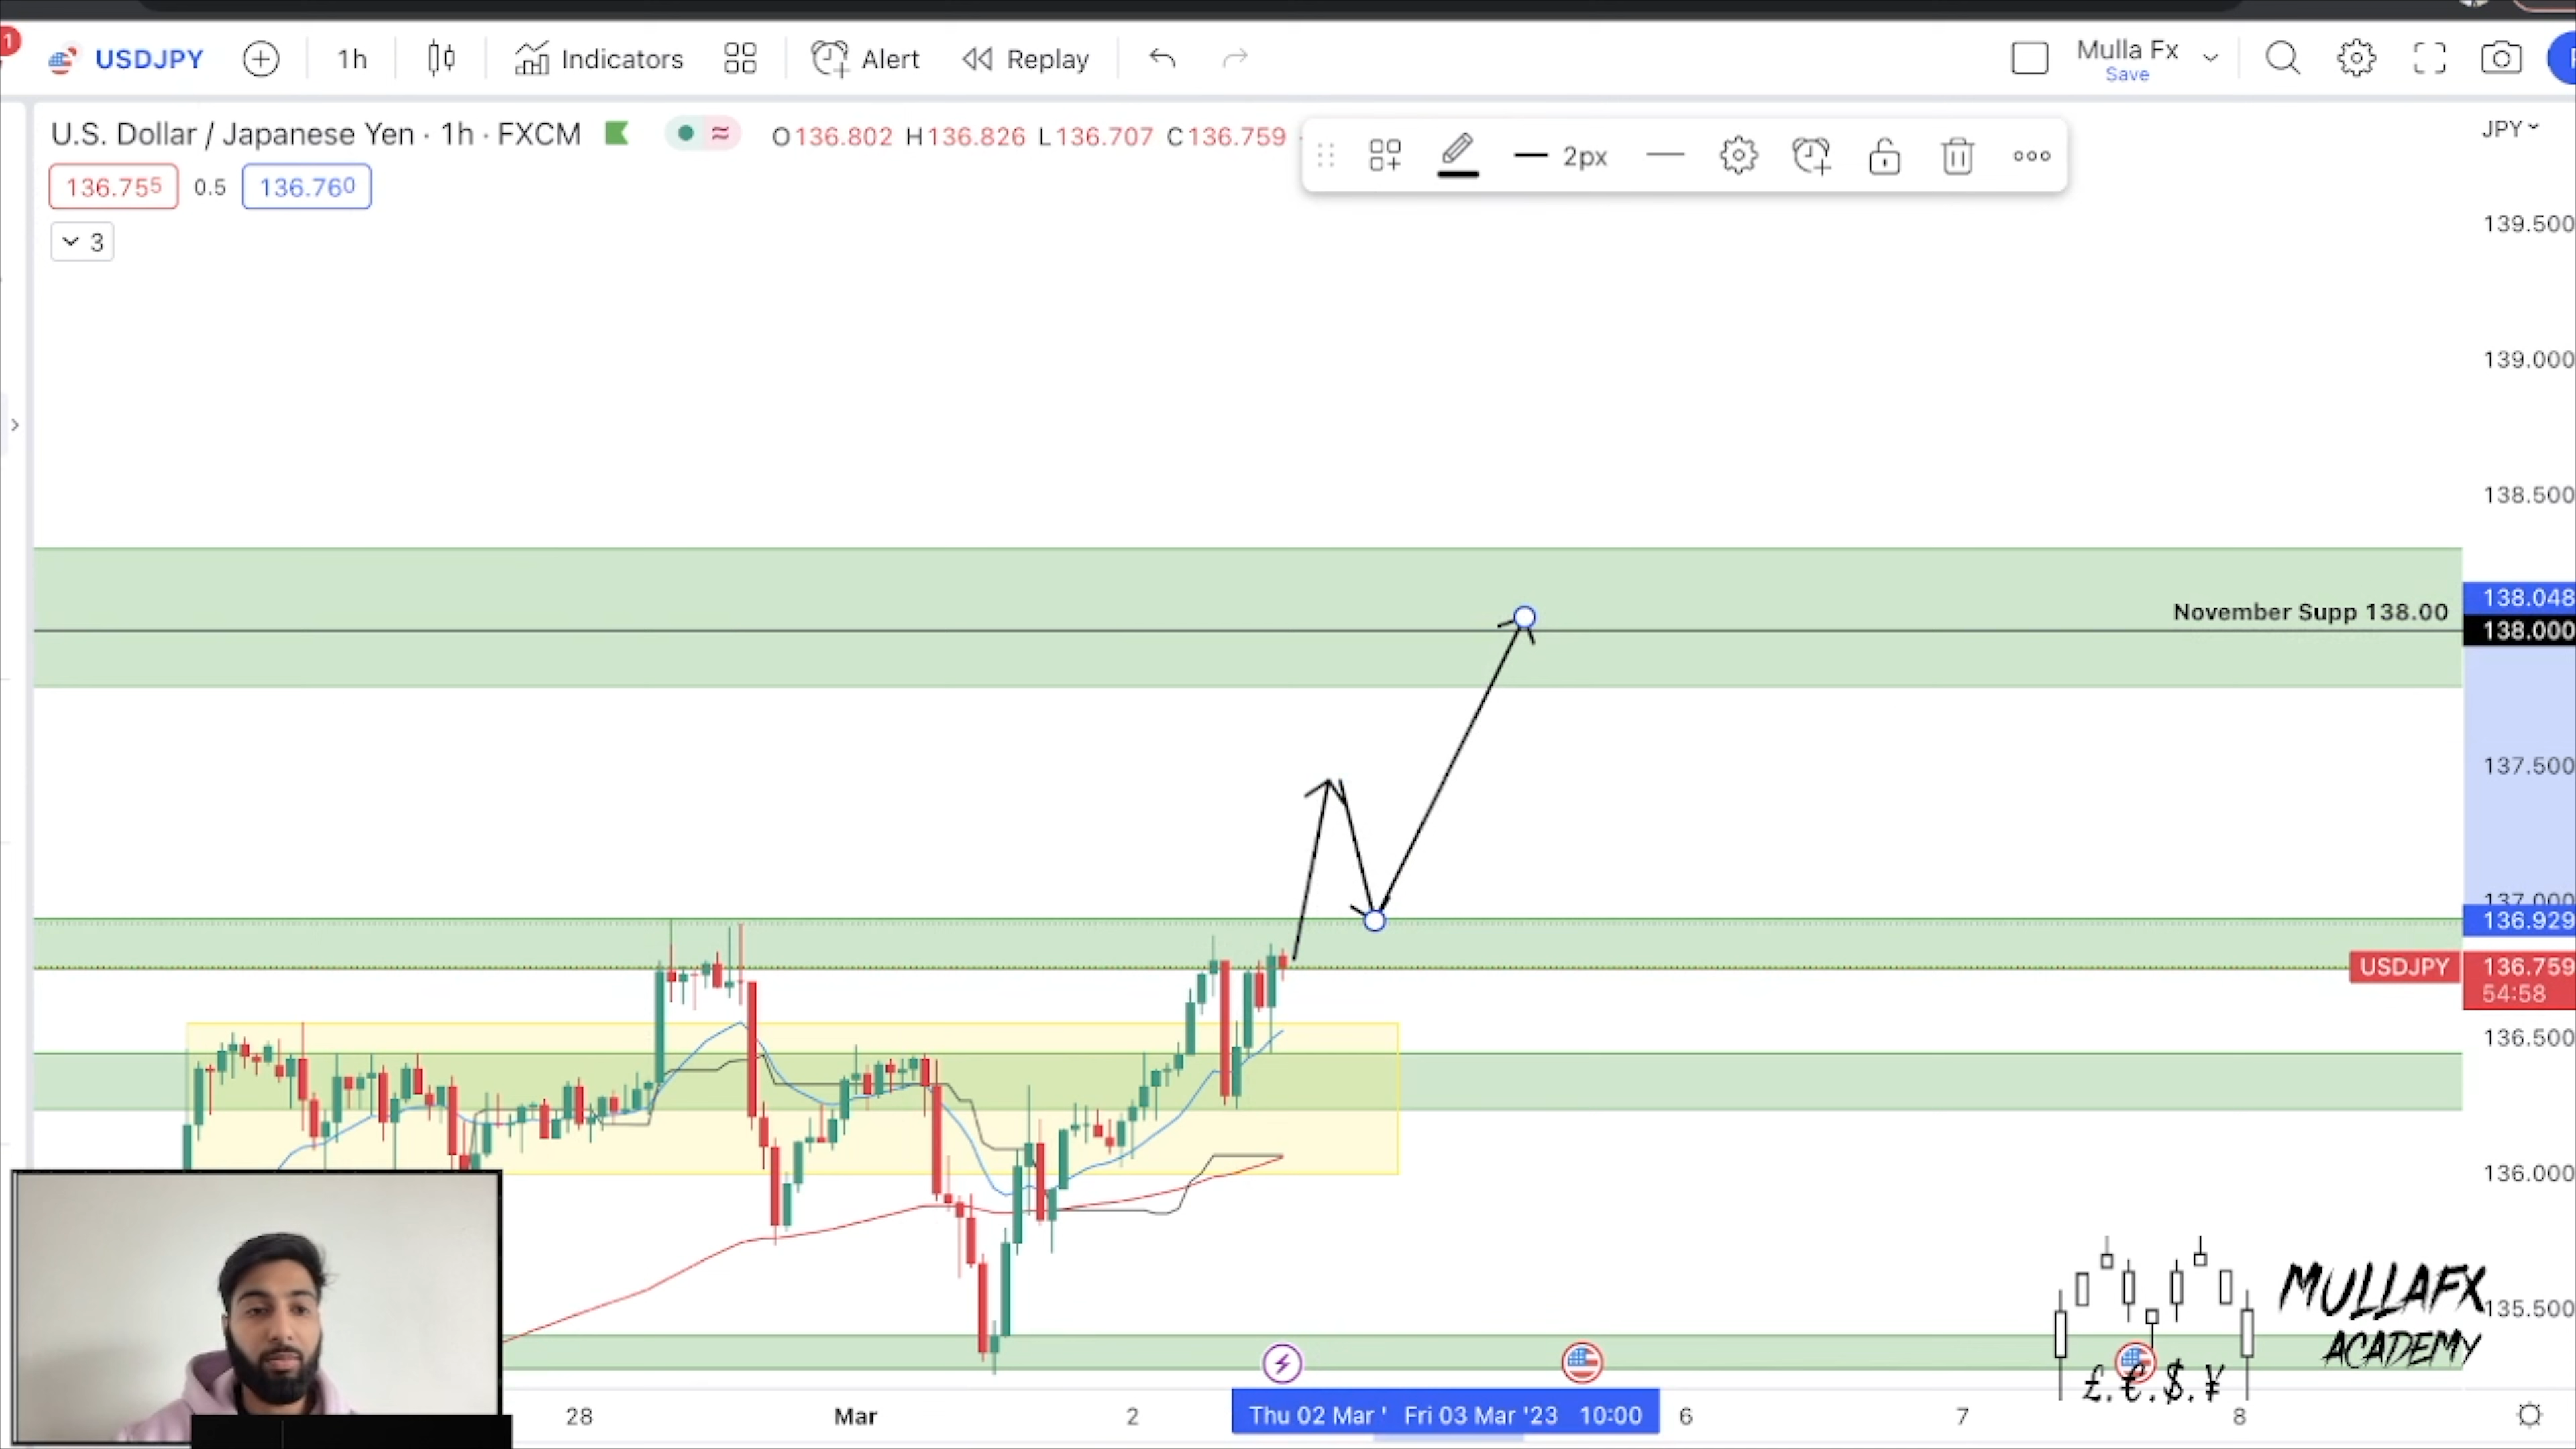 1
USDJPY
1h
Indicators
Alert
Replay
Mulla Fx
Save
U.S. Dollar / Japanese Yen · 1h · FXCM
O136.802 H136.826 L136.707 C136.759
2px
JPY
136.755
0.5
136.760
3
139.500
139.000
138.500
November Supp 138.00
138.048
138.000
137.500
137.000
136.929
USDJPY
136.759
54:58
136.500
136.000
135.500
MULLAFX
ACADEMY
£.€.$.¥
28
Mar
2
Thu 02 Mar '
Fri 03 Mar '23 10:00
6
7
8